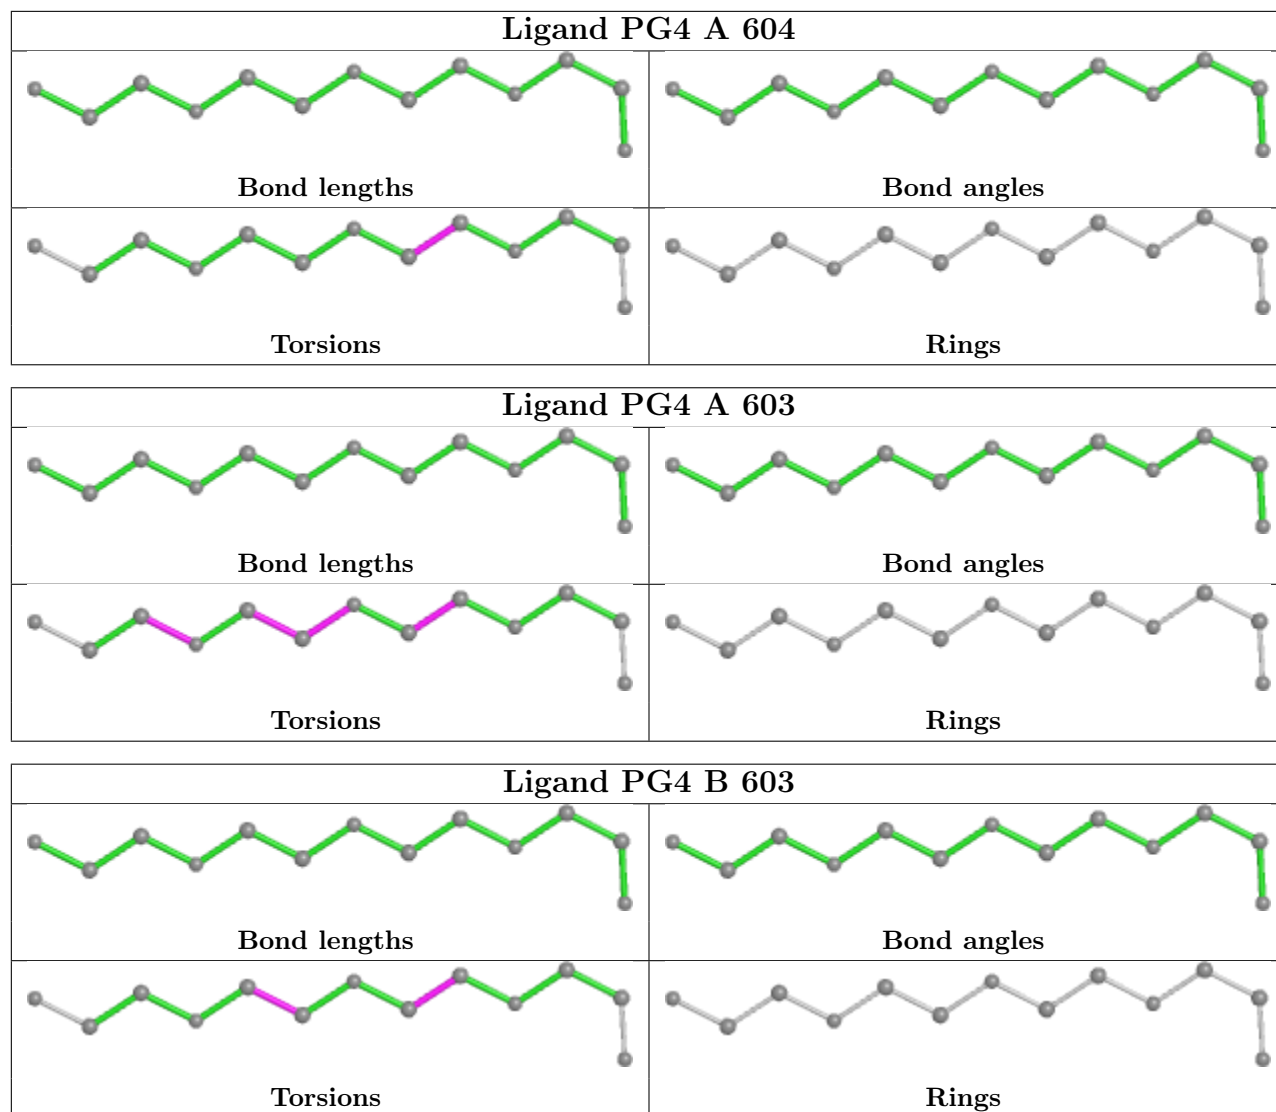 Ligand PG4 A 604
Bond lengths
Bond angles
Torsions
Rings
Ligand PG4 A 603
Bond lengths
Bond angles
Torsions
Rings
Ligand PG4 B 603
Bond lengths
Bond angles
Torsions
Rings